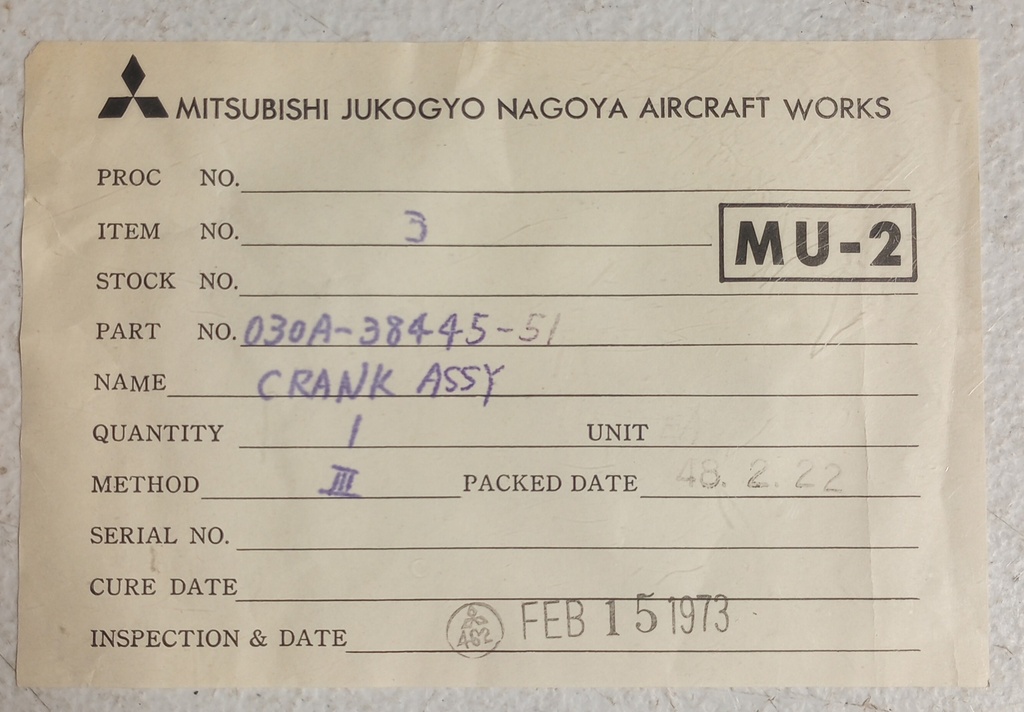 MITSUBISHI JUKOGYO NAGOYA AIRCRAFT WORKS
PROC NO.
ITEM NO. 3
MU-2
STOCK NO.
PART NO. 030A-38445-51
NAME CRANK ASSY
QUANTITY 1 UNIT
METHOD III PACKED DATE 48. 2. 22
SERIAL NO.
CURE DATE
INSPECTION & DATE 482 FEB 15 1973